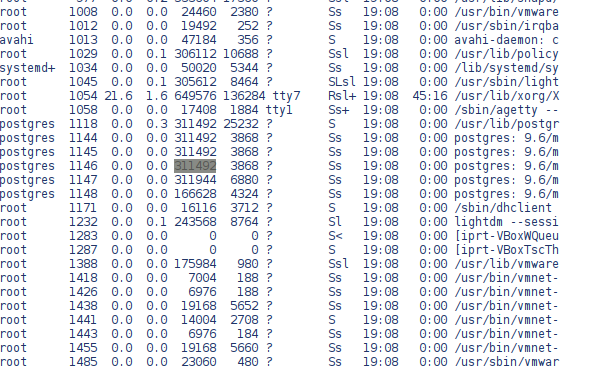 root 1008 0.0 0.0 24460 2380 ? Ss 19:08 0:00 /usr/bin/vmware
root 1012 0.0 0.0 19492 252 ? Ss 19:08 0:00 /usr/sbin/irqba
avahi 1013 0.0 0.0 47184 356 ? S 19:08 0:00 avahi-daemon: c
root 1029 0.0 0.1 306112 10688 ? Ssl 19:08 0:00 /usr/lib/policy
systemd+ 1034 0.0 0.0 50020 5344 ? Ss 19:08 0:00 /lib/systemd/sy
root 1045 0.0 0.1 305612 8464 ? SLsl 19:08 0:00 /usr/sbin/light
root 1054 21.6 1.6 649576 136284 tty7 Rsl+ 19:08 45:16 /usr/lib/xorg/X
root 1058 0.0 0.0 17408 1884 tty1 Ss+ 19:08 0:00 /sbin/agetty --
postgres 1118 0.0 0.3 311492 25232 ? S 19:08 0:00 /usr/lib/postgr
postgres 1144 0.0 0.0 311492 3868 ? Ss 19:08 0:00 postgres: 9.6/m
postgres 1145 0.0 0.0 311492 3868 ? Ss 19:08 0:00 postgres: 9.6/m
postgres 1146 0.0 0.0 311492 3868 ? Ss 19:08 0:00 postgres: 9.6/m
postgres 1147 0.0 0.0 311944 6880 ? Ss 19:08 0:00 postgres: 9.6/m
postgres 1148 0.0 0.0 166628 4324 ? Ss 19:08 0:00 postgres: 9.6/m
root 1171 0.0 0.0 16116 3712 ? S 19:08 0:00 /sbin/dhclient
root 1232 0.0 0.1 243568 8764 ? Sl 19:08 0:00 lightdm --sessi
root 1283 0.0 0.0 0 0 ? S< 19:08 0:00 [iprt-VBoxWQueu
root 1287 0.0 0.0 0 0 ? S 19:08 0:00 [iprt-VBoxTscTh
root 1388 0.0 0.0 175984 980 ? Ssl 19:08 0:00 /usr/lib/vmware
root 1418 0.0 0.0 7004 188 ? Ss 19:08 0:00 /usr/bin/vmnet-
root 1426 0.0 0.0 6976 188 ? Ss 19:08 0:00 /usr/bin/vmnet-
root 1438 0.0 0.0 19168 5652 ? Ss 19:08 0:00 /usr/bin/vmnet-
root 1441 0.0 0.0 14004 2708 ? S 19:08 0:00 /usr/bin/vmnet-
root 1443 0.0 0.0 6976 184 ? Ss 19:08 0:00 /usr/bin/vmnet-
root 1455 0.0 0.0 19168 5660 ? Ss 19:08 0:00 /usr/bin/vmnet-
root 1485 0.0 0.0 23060 480 ? Ss 19:08 0:00 /usr/sbin/vmwar